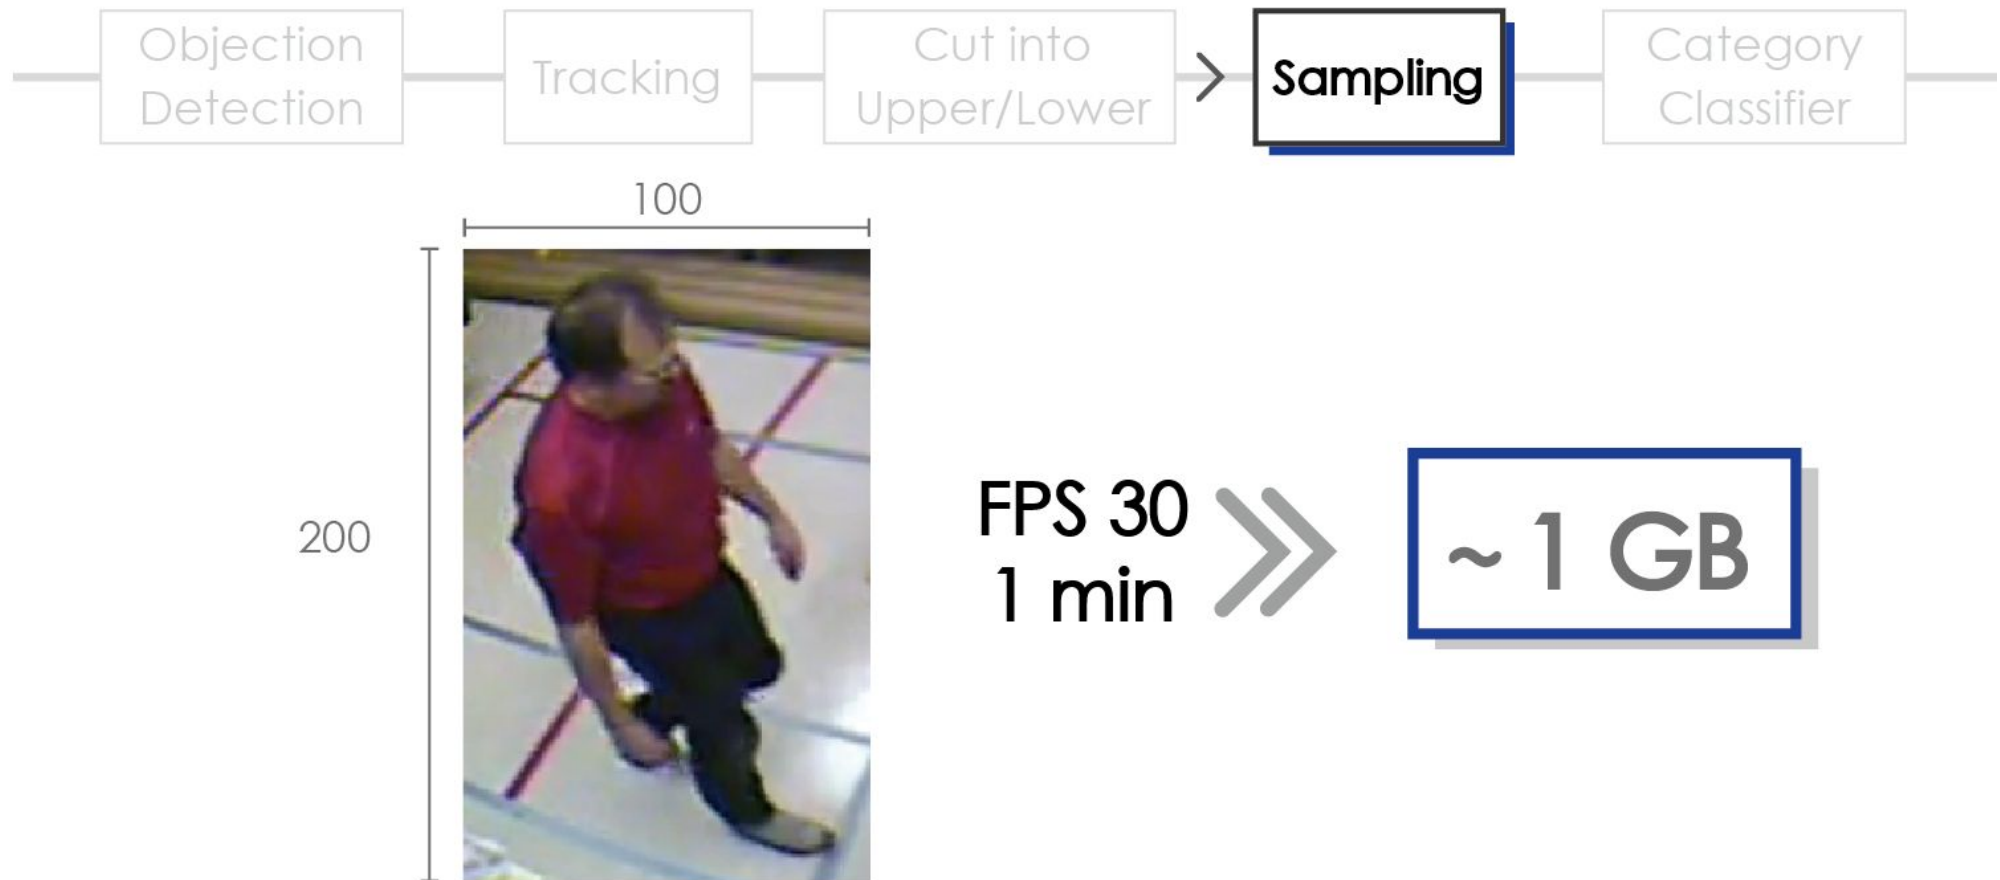 Objection
Detection
Tracking
Cut into
Upper/Lower
Sampling
Category
Classifier
100
200
FPS 30
1 min
~ 1 GB